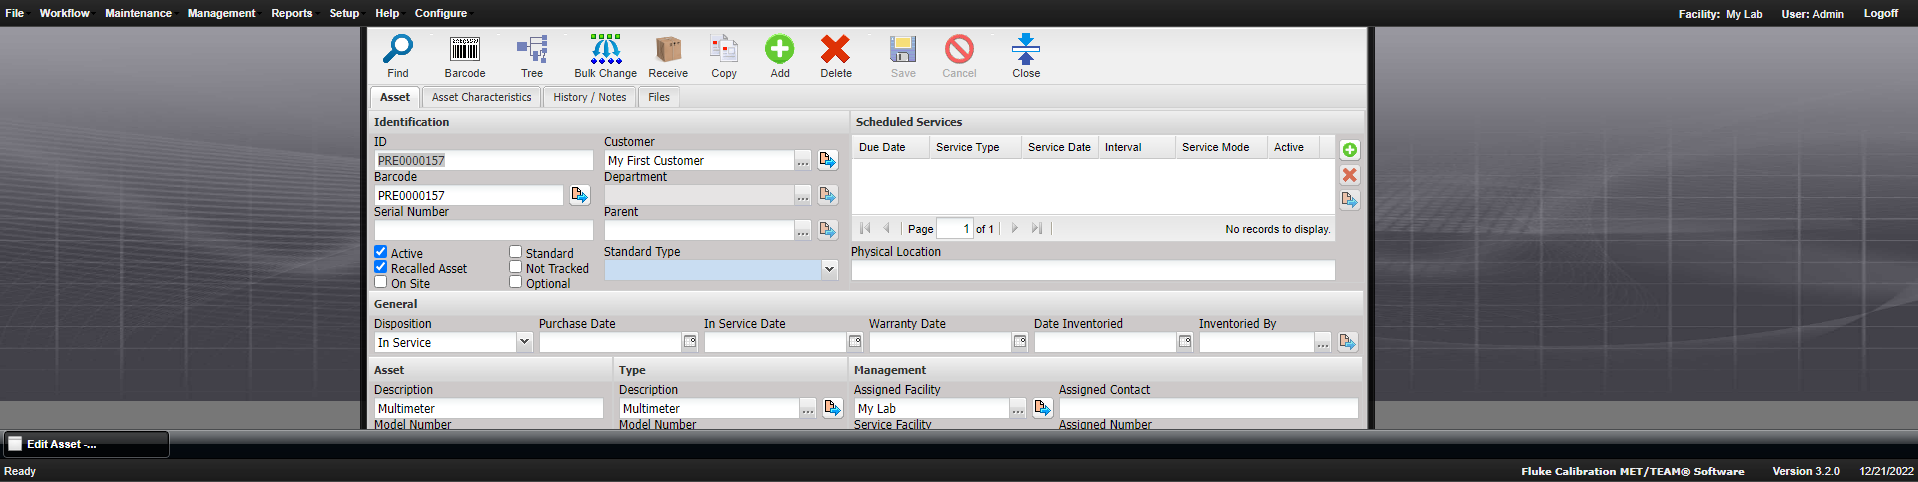 File Workflow Maintenance Management Reports Setup Help Configure Facility: My Lab User: Admin Logoff
Find Barcode Tree Bulk Change Receive Copy Add Delete Save Cancel Close
Asset Asset Characteristics History / Notes Files
Identification Scheduled Services
ID Customer
Due Date Service Type Service Date Interval Service Mode Active
PRE0000157 My First Customer ...
Barcode Department
PRE0000157 ...
Serial Number Parent
... Page 1 of 1 No records to display.
Active Standard Standard Type Physical Location
Recalled Asset Not Tracked
On Site Optional
General
Disposition Purchase Date In Service Date Warranty Date Date Inventoried Inventoried By
In Service ...
Asset Type Management
Description Description Assigned Facility Assigned Contact
Multimeter Multimeter ... My Lab ...
Model Number Model Number Service Facility Assigned Number
Edit Asset -...
Ready Fluke Calibration MET/TEAM® Software Version 3.2.0 12/21/2022